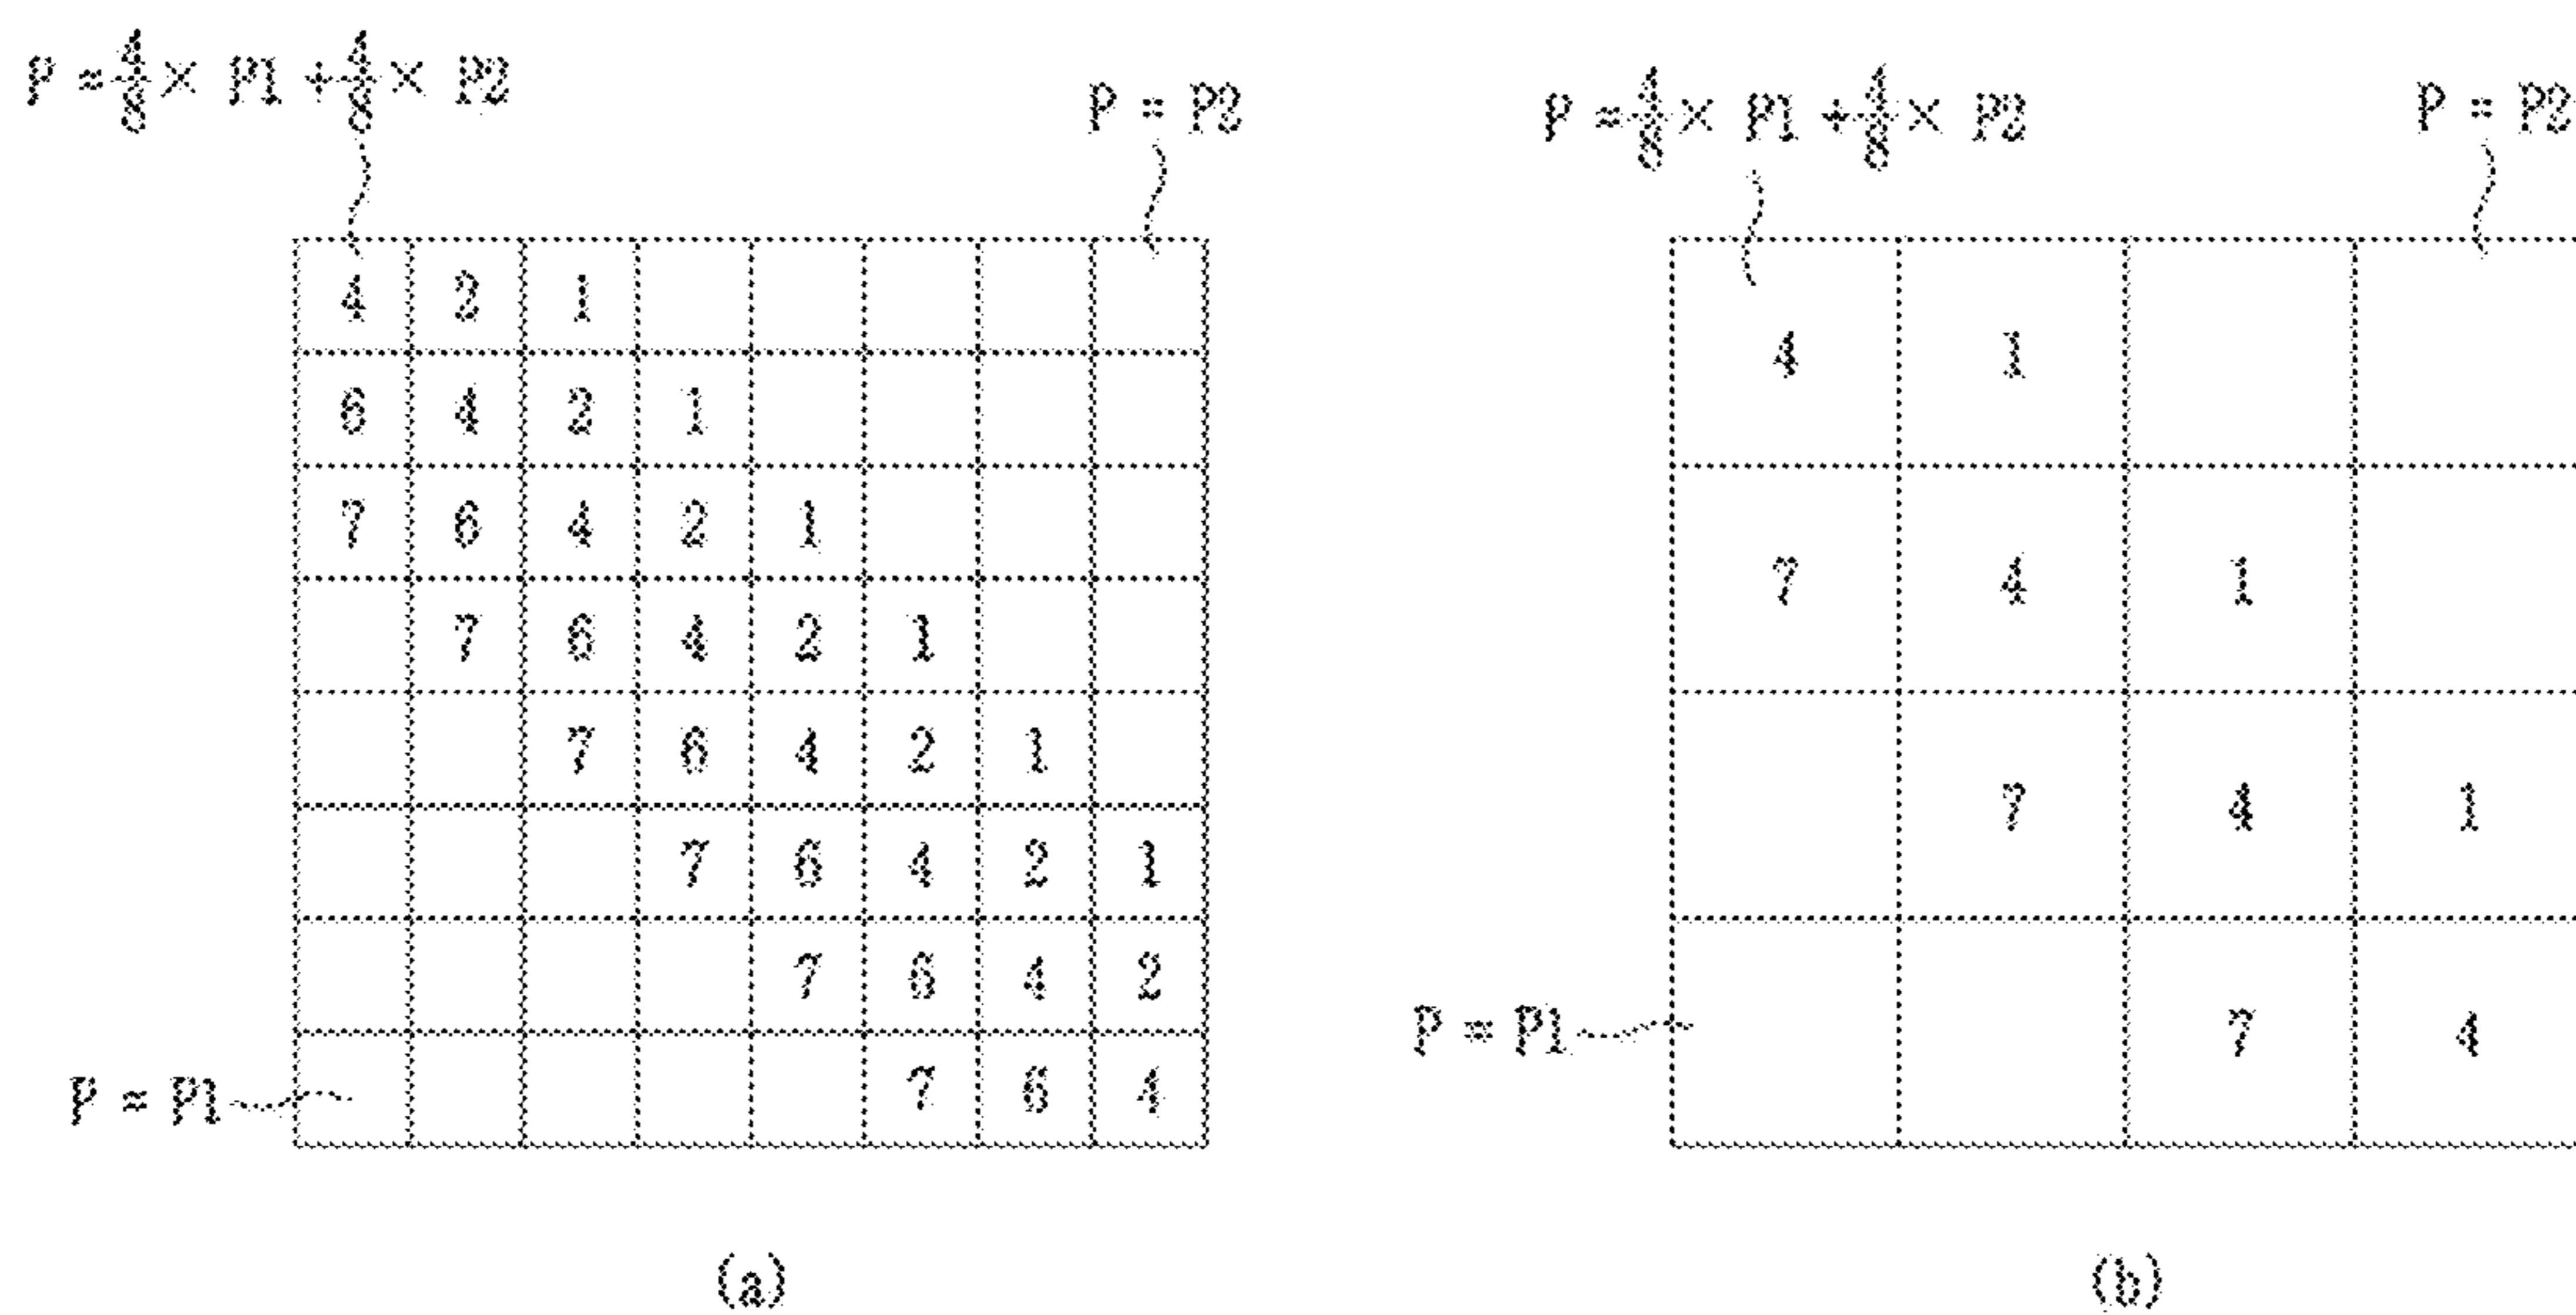 P = 4/8 × P1 + 4/8 × P2
P = P2
4 2 1
6 4 2 1
7 6 4 2 1
7 6 4 2 1
7 6 4 2 1
7 6 4 2 1
7 6 4 2
7 6 4
P = P1
(a)
P = 4/8 × P1 + 4/8 × P2
P = P2
4 1
7 4 1
7 4 1
7 4
P = P1
(b)